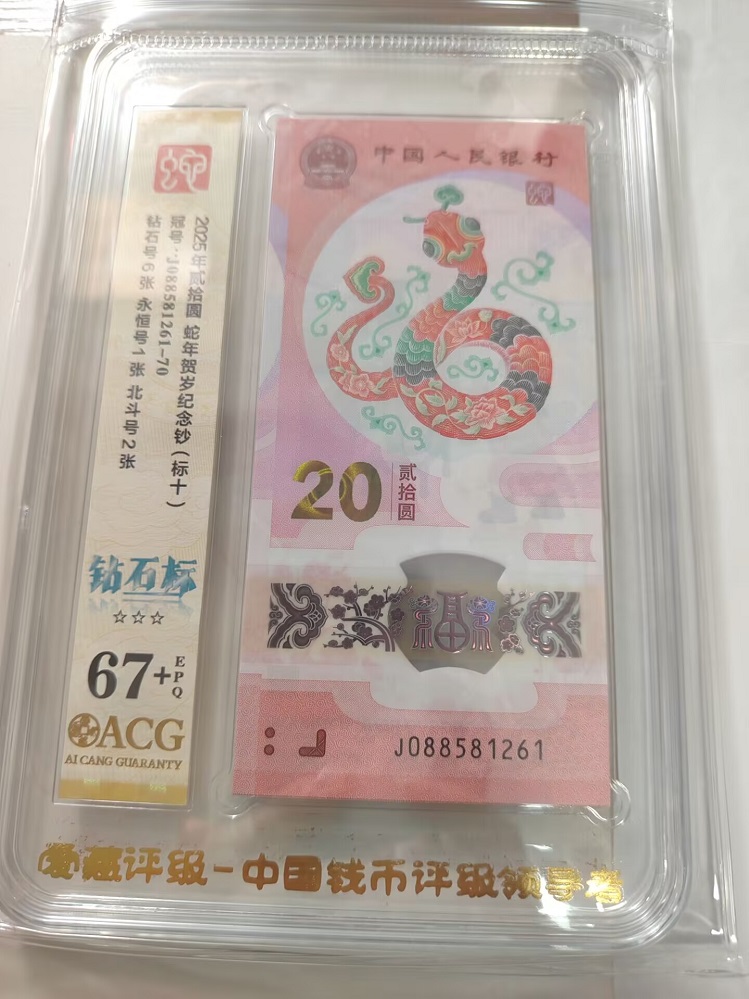 2025年贰拾圆 蛇年贺岁纪念钞(标十)
冠号:J088581261-70
钻石号6张 永恒号1张 北斗号2张
钻石标
☆☆☆
67+EPQ
ACG
AI CANG GUARANTY
中国人民银行
20
贰拾圆
福
J088581261
爱藏评级-中国钱币评级领导者